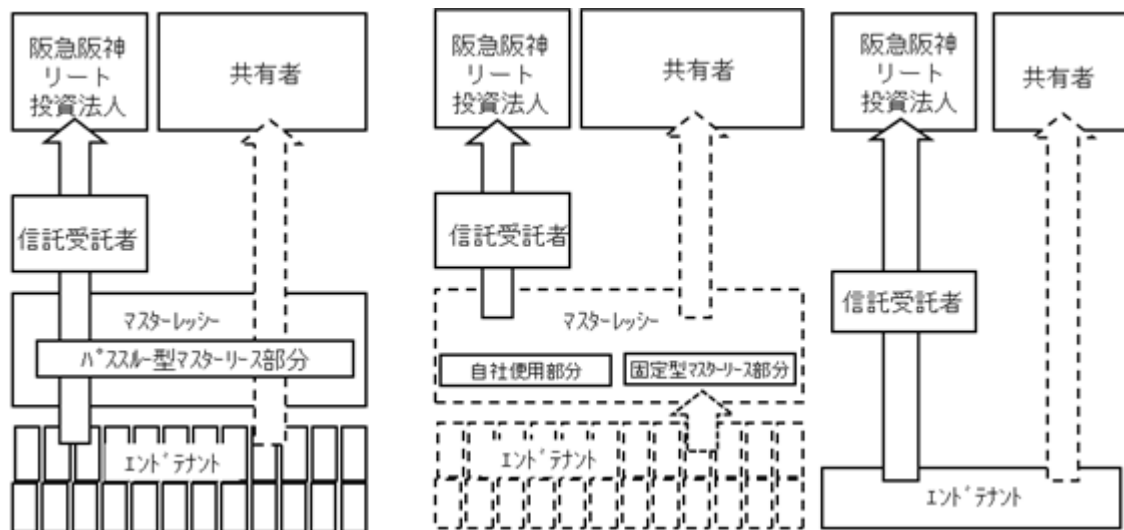 阪急阪神
リート
投資法人
共有者
信託受託者
マスターレッシー
パススルー型マスターリース部分
エンドテナント
阪急阪神
リート
投資法人
共有者
信託受託者
マスターレッシー
自社使用部分
固定型マスターリース部分
エンドテナント
阪急阪神
リート
投資法人
共有者
信託受託者
エンドテナント